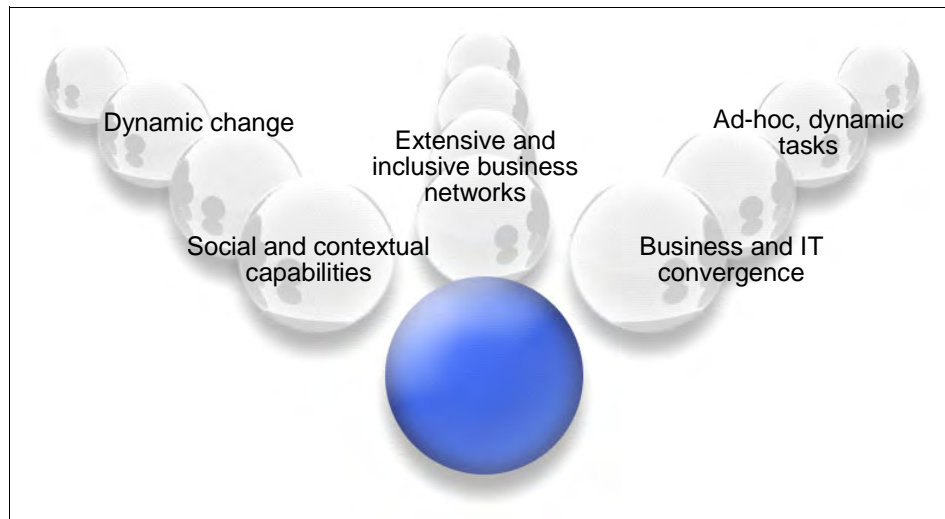 Dynamic change
Extensive and
inclusive business
networks
Ad-hoc, dynamic
tasks
Social and contextual
capabilities
Business and IT
convergence